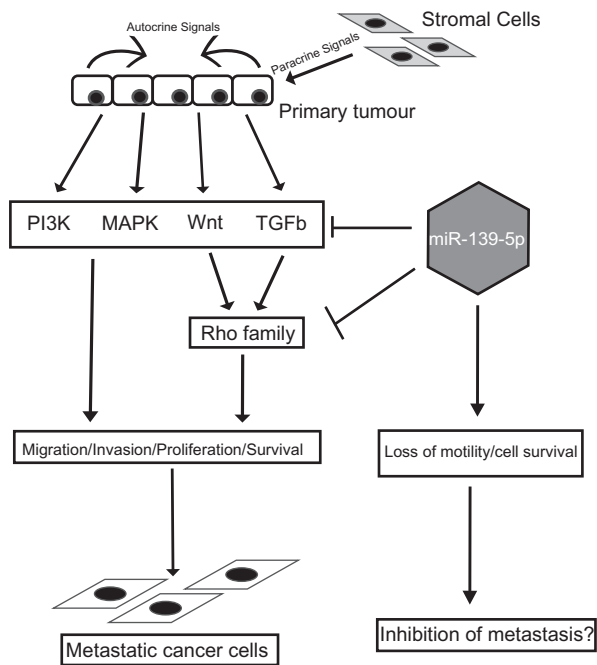 Autocrine Signals
Stromal Cells
Paracrine Signals
Primary tumour
PI3K MAPK Wnt TGFb
miR-139-5p
Rho family
Migration/Invasion/Proliferation/Survival
Loss of motility/cell survival
Metastatic cancer cells
Inhibition of metastasis?